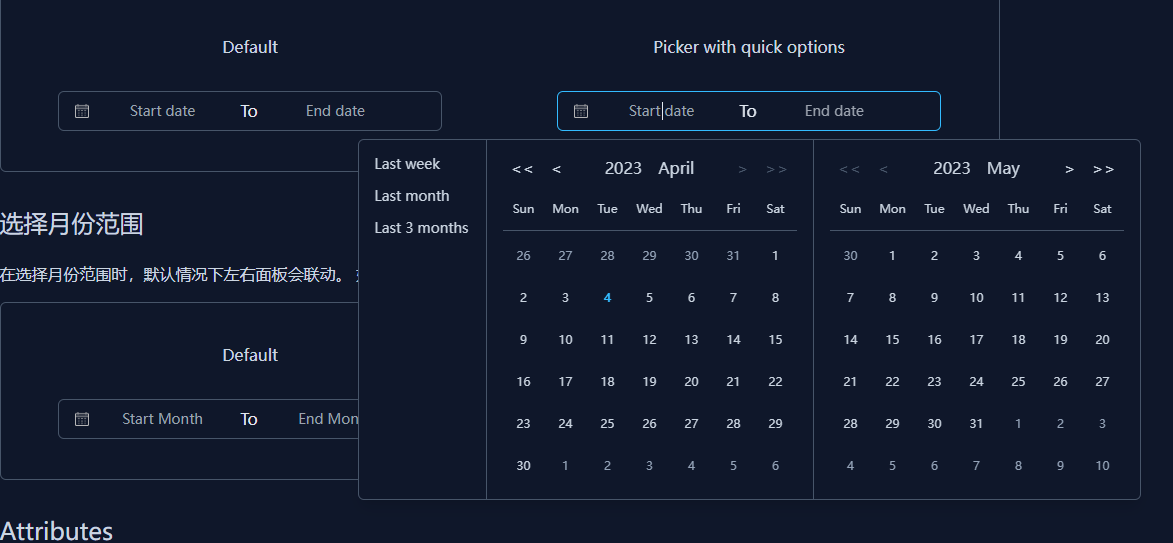 Default
Picker with quick options
Start date To End date
Start date To End date
Last week
Last month
Last 3 months
<< < 2023 April > >>
Sun Mon Tue Wed Thu Fri Sat
26 27 28 29 30 31 1
2 3 4 5 6 7 8
9 10 11 12 13 14 15
16 17 18 19 20 21 22
23 24 25 26 27 28 29
30 1 2 3 4 5 6
<< < 2023 May > >>
Sun Mon Tue Wed Thu Fri Sat
30 1 2 3 4 5 6
7 8 9 10 11 12 13
14 15 16 17 18 19 20
21 22 23 24 25 26 27
28 29 30 31 1 2 3
4 5 6 7 8 9 10
选择月份范围
在选择月份范围时，默认情况下左右面板会联动。
Default
Start Month To End Mon
Attributes